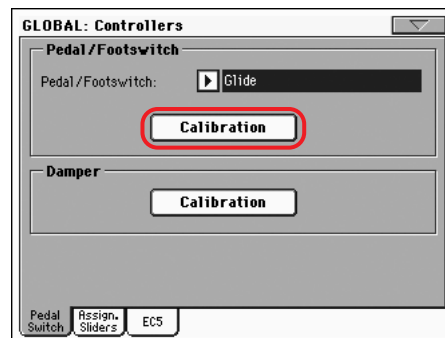 GLOBAL: Controllers
Pedal/Footswitch
Pedal/Footswitch: Glide
Calibration
Damper
Calibration
Pedal Switch Assign. Sliders EC5